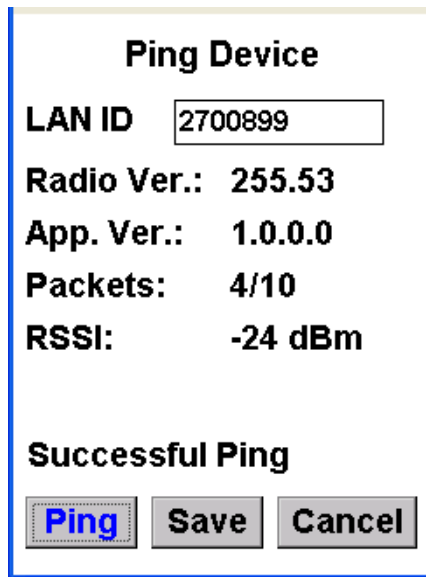 Ping Device
LAN ID 2700899
Radio Ver.: 255.53
App. Ver.: 1.0.0.0
Packets: 4/10
RSSI: -24 dBm
Successful Ping
Ping Save Cancel